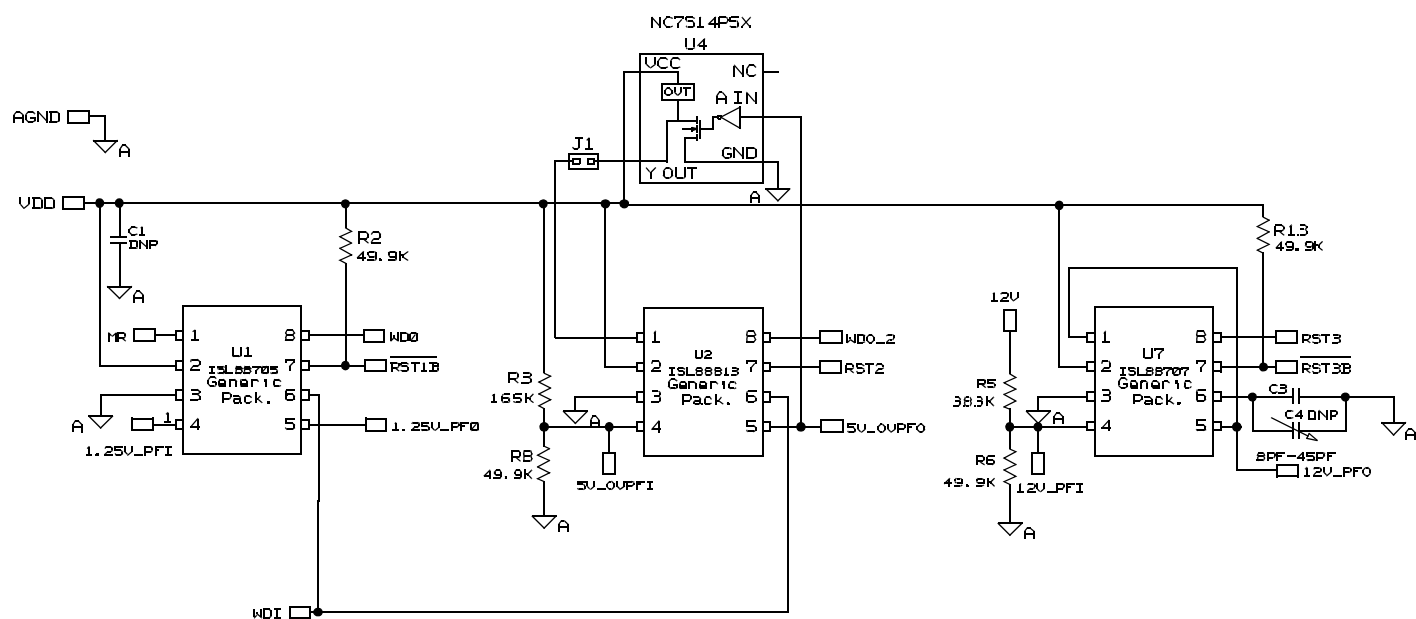 NC7S14P5X
U4
VCC
NC
OUT
A IN
GND
Y OUT
A
J1
AGND
A
VDD
C1
DNP
A
R2
49.9K
R13
49.9K
MR
1
2
3
4
8
7
6
5
U1
ISL88705
Generic
Pack.
WDO
RST1B
A
1
1.25V_PFI
1.25V_PFO
R3
165K
R8
49.9K
A
A
5V_OVPFI
1
2
3
4
8
7
6
5
U2
ISL88813
Generic
Pack.
WDO_2
RST2
5V_OVPFO
12V
R5
383K
R6
49.9K
A
A
12V_PFI
1
2
3
4
8
7
6
5
U7
ISL88707
Generic
Pack.
RST3
RST3B
C3
C4 DNP
A
8PF-45PF
12V_PFO
WDI